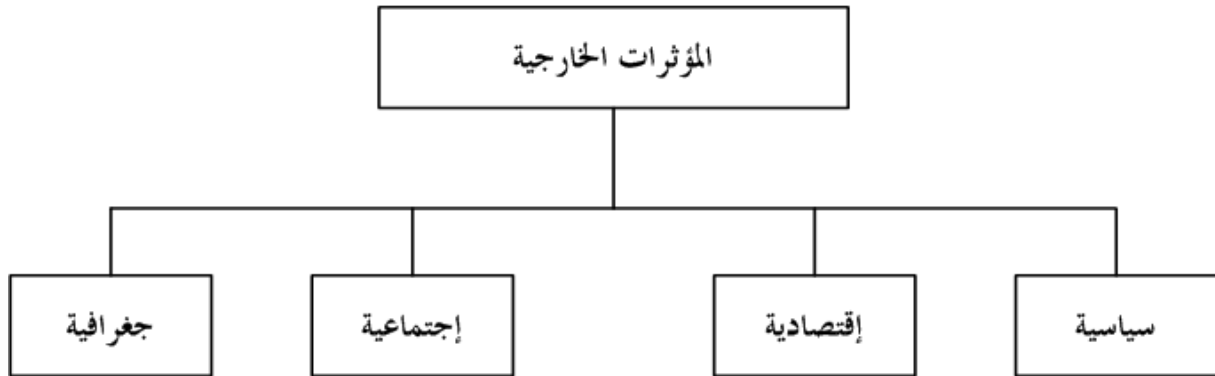 المؤثرات الخارجية
سياسية
إقتصادية
إجتماعية
جغرافية